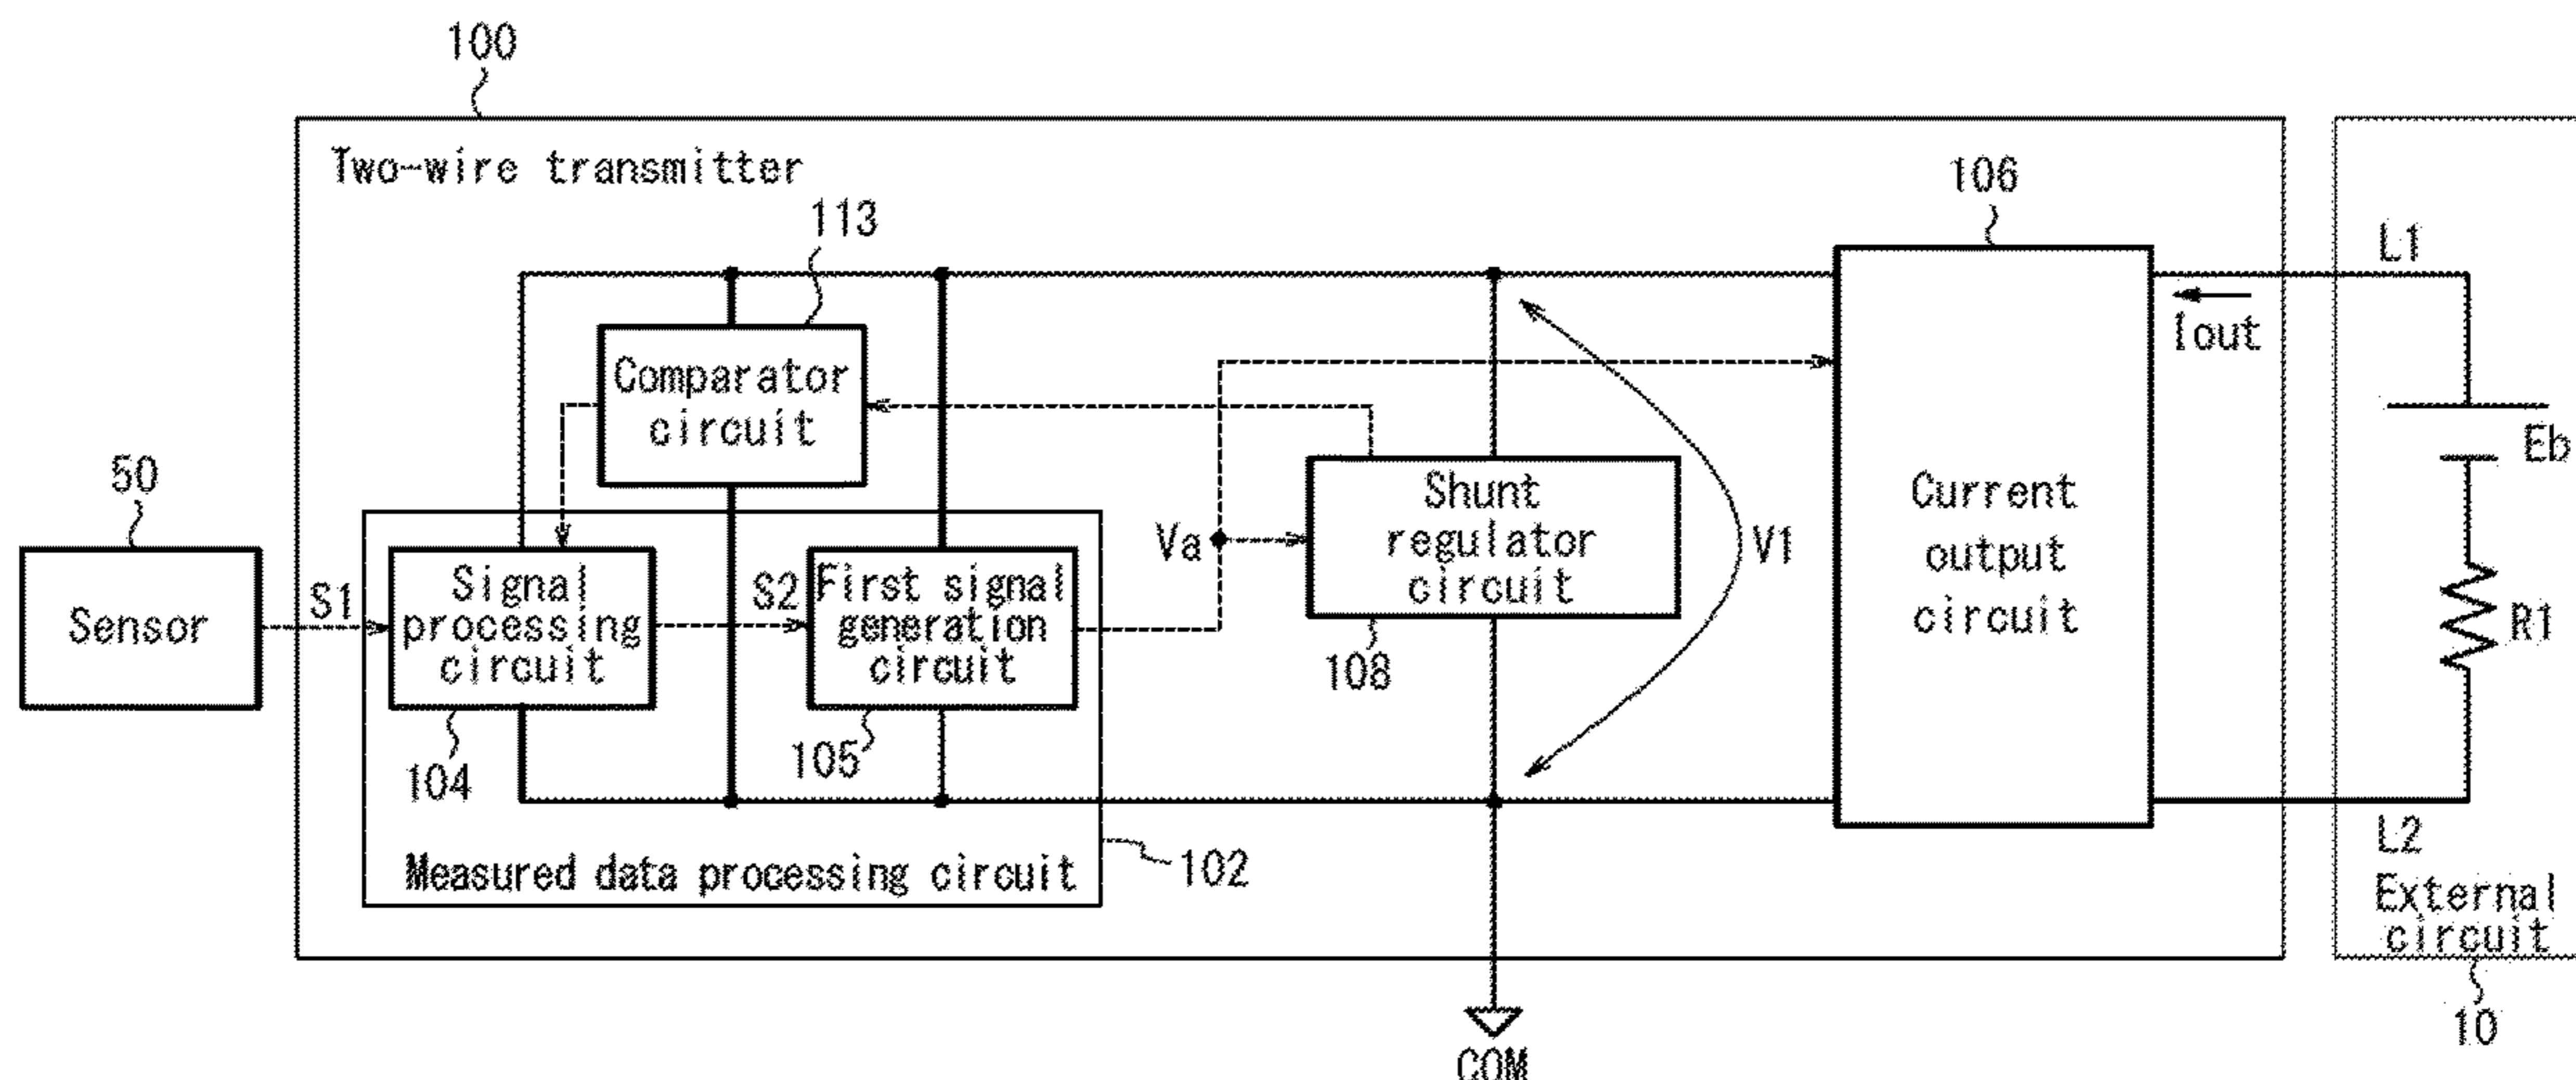 100
Two-wire transmitter
113
106
L1
Iout
Comparator
circuit
Eb
50
Shunt
regulator
circuit
Va
V1
Current
output
circuit
Sensor
S1
Signal
processing
circuit
S2
First signal
generation
circuit
R1
108
104
105
L2
Measured data processing circuit
102
External
circuit
10
COM